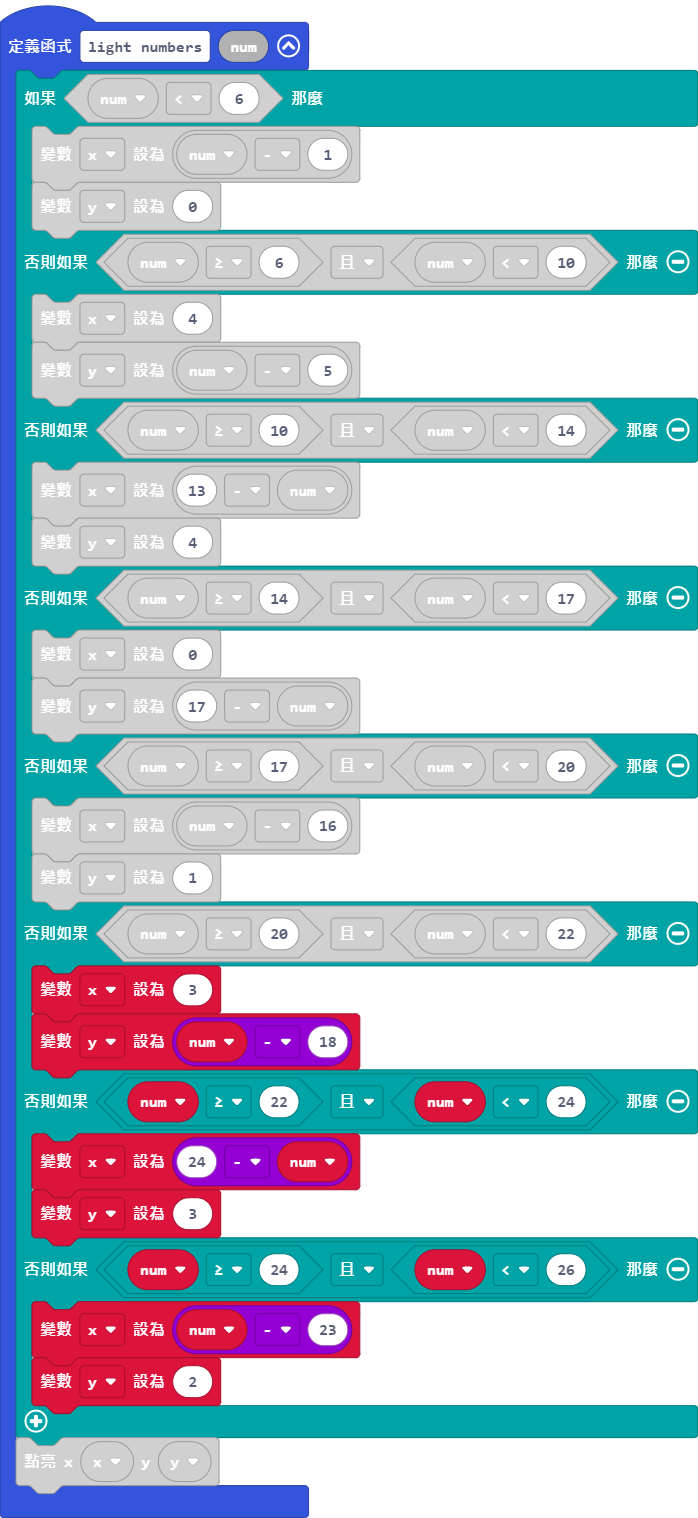 定義函式 light numbers num
如果 num < 6 那麼
變數 x 設為 num - 1
變數 y 設為 0
否則如果 num ≥ 6 且 num < 10 那麼
變數 x 設為 4
變數 y 設為 num - 5
否則如果 num ≥ 10 且 num < 14 那麼
變數 x 設為 13 - num
變數 y 設為 4
否則如果 num ≥ 14 且 num < 17 那麼
變數 x 設為 0
變數 y 設為 17 - num
否則如果 num ≥ 17 且 num < 20 那麼
變數 x 設為 num - 16
變數 y 設為 1
否則如果 num ≥ 20 且 num < 22 那麼
變數 x 設為 3
變數 y 設為 num - 18
否則如果 num ≥ 22 且 num < 24 那麼
變數 x 設為 24 - num
變數 y 設為 3
否則如果 num ≥ 24 且 num < 26 那麼
變數 x 設為 num - 23
變數 y 設為 2
點亮 x x y y